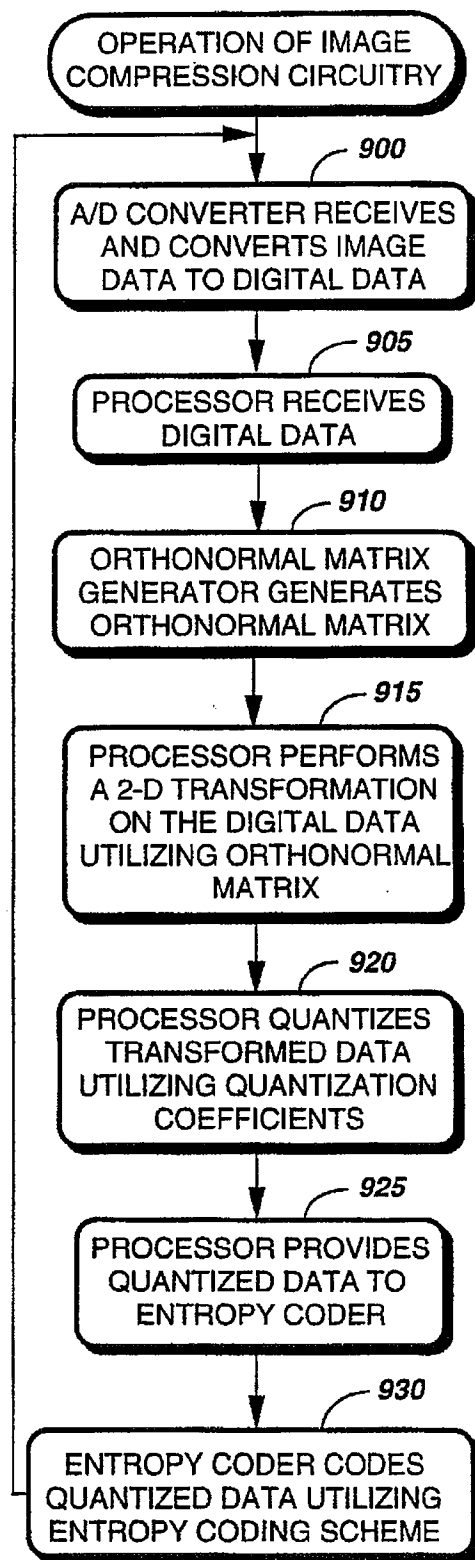 OPERATION OF IMAGE
COMPRESSION CIRCUITRY
900
A/D CONVERTER RECEIVES
AND CONVERTS IMAGE
DATA TO DIGITAL DATA
905
PROCESSOR RECEIVES
DIGITAL DATA
910
ORTHONORMAL MATRIX
GENERATOR GENERATES
ORTHONORMAL MATRIX
915
PROCESSOR PERFORMS
A 2-D TRANSFORMATION
ON THE DIGITAL DATA
UTILIZING ORTHONORMAL
MATRIX
920
PROCESSOR QUANTIZES
TRANSFORMED DATA
UTILIZING QUANTIZATION
COEFFICIENTS
925
PROCESSOR PROVIDES
QUANTIZED DATA TO
ENTROPY CODER
930
ENTROPY CODER CODES
QUANTIZED DATA UTILIZING
ENTROPY CODING SCHEME